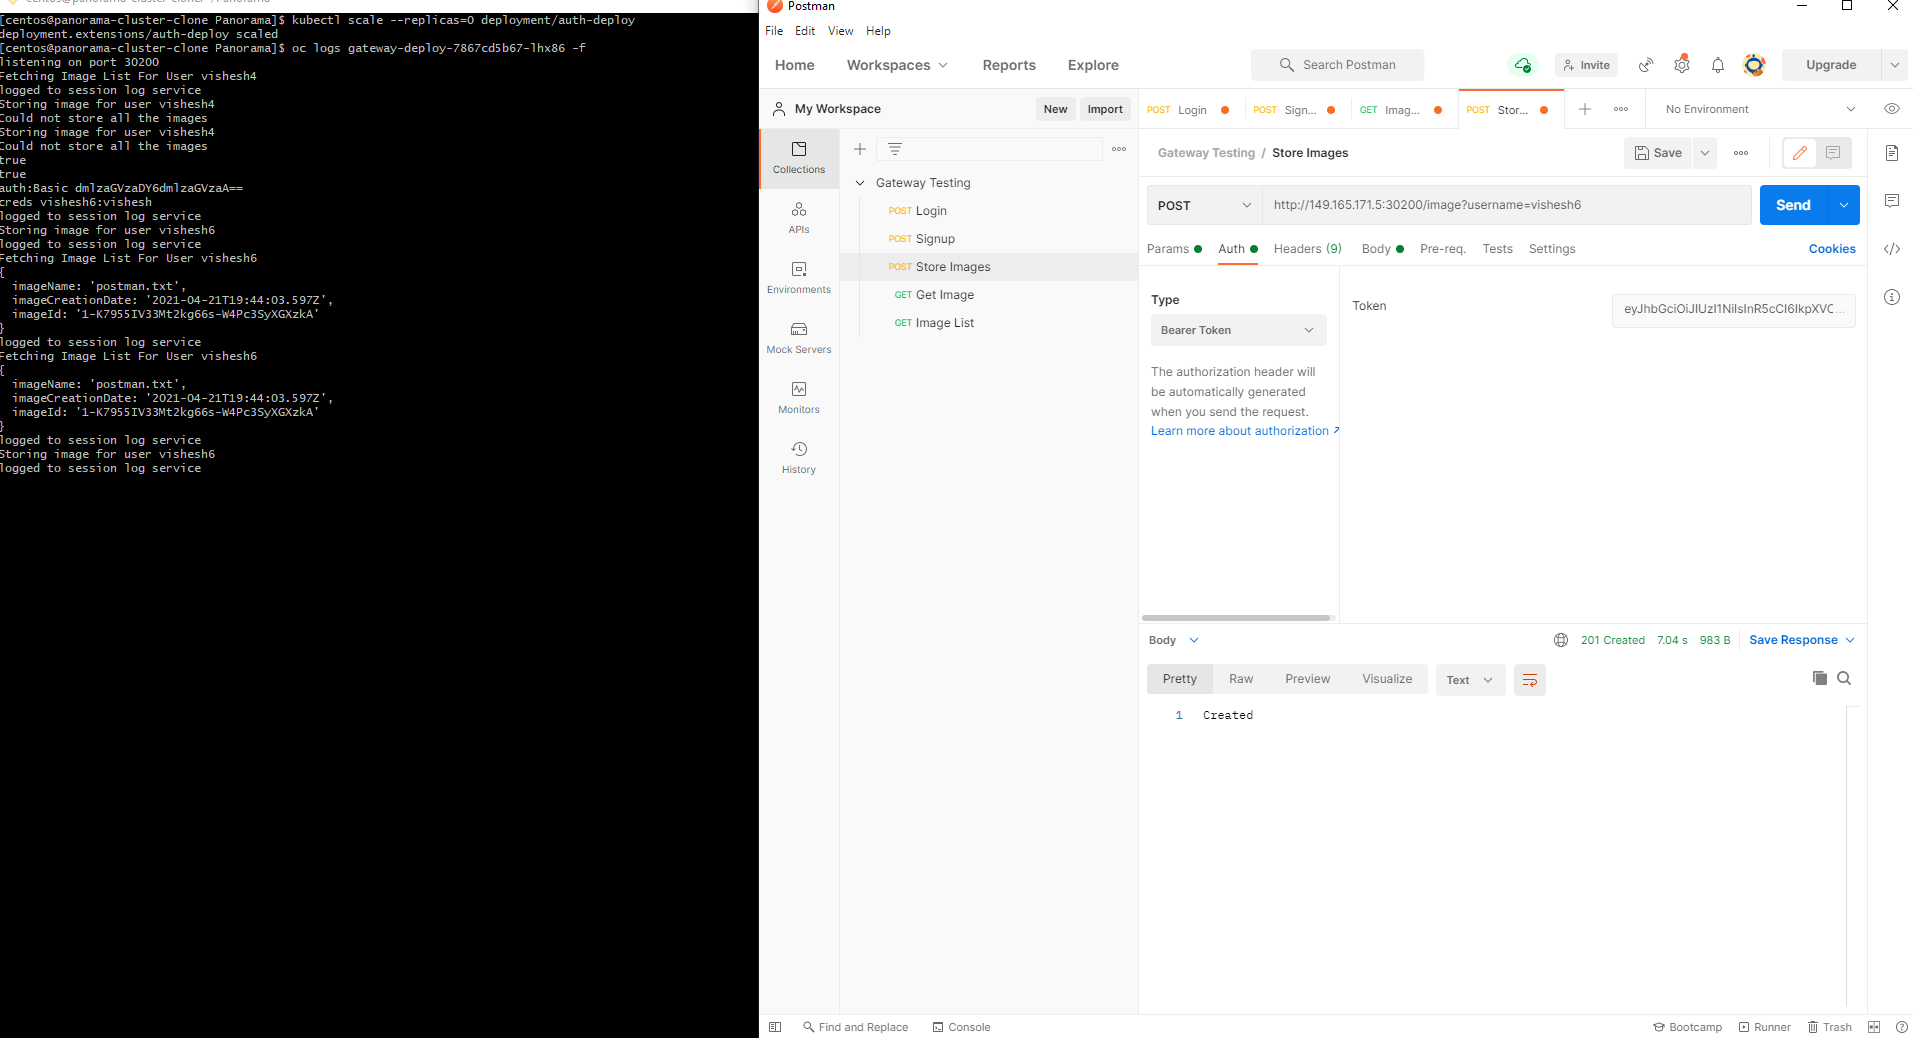 [centos@panorama-cluster-clone Panorama]$ kubectl scale --replicas=0 deployment/auth-deploy
deployment.extensions/auth-deploy scaled
[centos@panorama-cluster-clone Panorama]$ oc logs gateway-deploy-7867cd5b67-lhx86 -f
listening on port 30200
Fetching Image List For User vishesh4
logged to session log service
Storing image for user vishesh4
Could not store all the images
Storing image for user vishesh4
Could not store all the images
true
true
auth:Basic dmlzaGVzaDY6dmlzaGVzaA==
creds vishesh6:vishesh
logged to session log service
Storing image for user vishesh6
logged to session log service
Fetching Image List For User vishesh6
{
  imageName: 'postman.txt',
  imageCreationDate: '2021-04-21T19:44:03.597Z',
  imageId: '1-K7955IV33Mt2kg66s-W4Pc3SyXGXzkA'
}
logged to session log service
Fetching Image List For User vishesh6
{
  imageName: 'postman.txt',
  imageCreationDate: '2021-04-21T19:44:03.597Z',
  imageId: '1-K7955IV33Mt2kg66s-W4Pc3SyXGXzkA'
}
logged to session log service
Storing image for user vishesh6
logged to session log service
Postman
File Edit View Help
Home Workspaces Reports Explore Search Postman Invite Upgrade
My Workspace New Import
POST Login POST Sign... GET Imag... POST Stor... No Environment
Collections
APIs
Environments
Mock Servers
Monitors
History
Gateway Testing
POST Login
POST Signup
POST Store Images
GET Get Image
GET Image List
Gateway Testing / Store Images Save
POST http://149.165.171.5:30200/image?username=vishesh6 Send
Params Auth Headers (9) Body Pre-req. Tests Settings Cookies
Type
Bearer Token
The authorization header will
be automatically generated
when you send the request.
Learn more about authorization ↗
Token eyJhbGciOiJIUzI1NiIsInR5cCI6IkpXVC...
Body 201 Created 7.04 s 983 B Save Response
Pretty Raw Preview Visualize Text
1 Created
Find and Replace Console Bootcamp Runner Trash